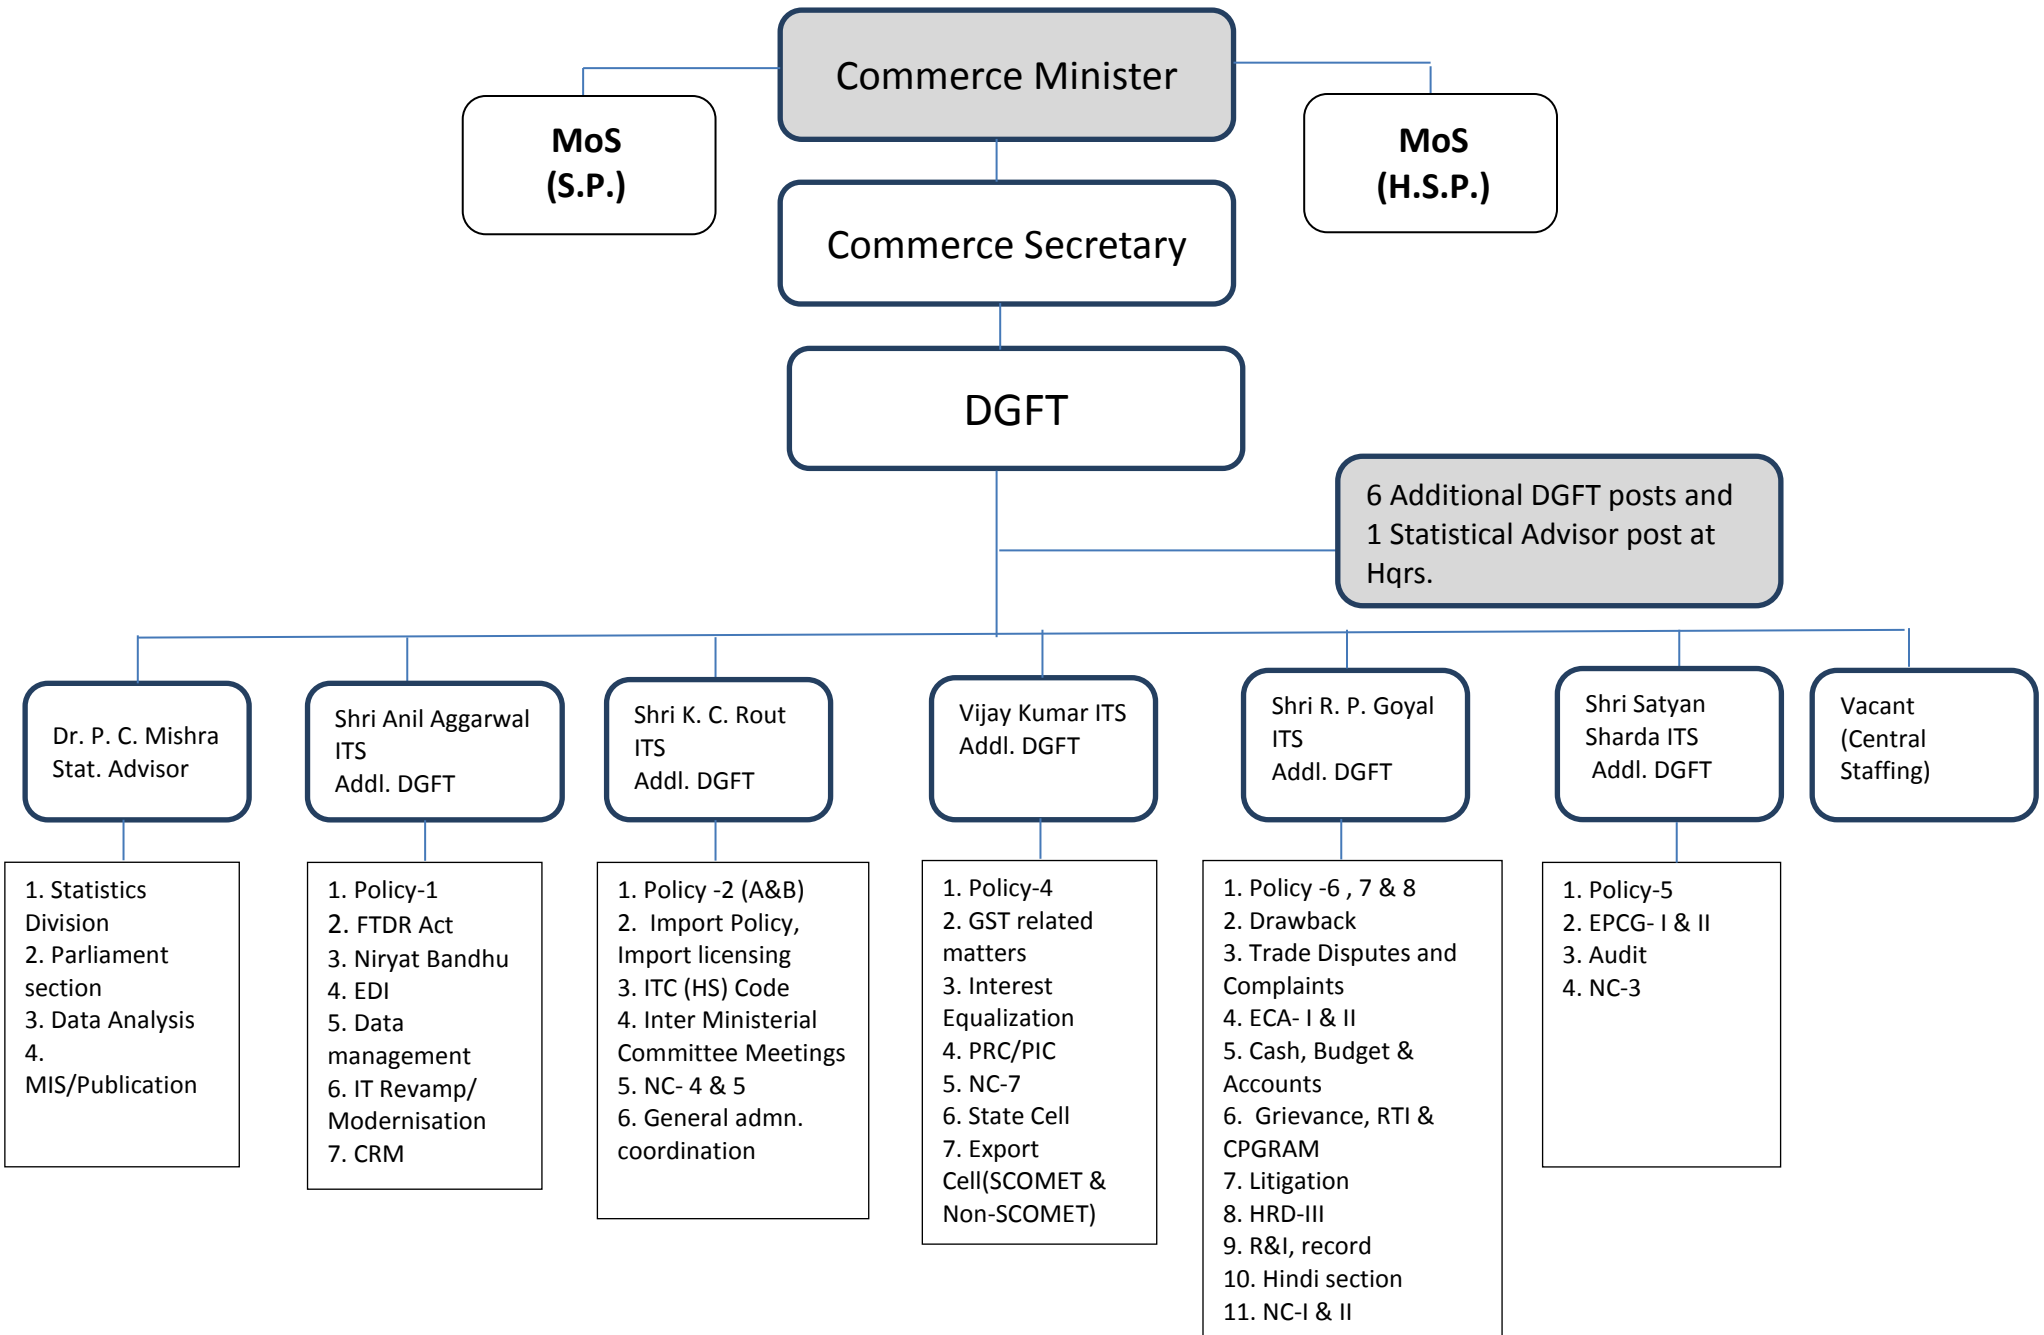 Commerce Minister
MoS
(S.P.)
MoS
(H.S.P.)
Commerce Secretary
DGFT
6 Additional DGFT posts and
1 Statistical Advisor post at
Hqrs.
Dr. P. C. Mishra
Stat. Advisor
Shri Anil Aggarwal
ITS
Addl. DGFT
Shri K. C. Rout
ITS
Addl. DGFT
Vijay Kumar ITS
Addl. DGFT
Shri R. P. Goyal
ITS
Addl. DGFT
Shri Satyan
Sharda ITS
Addl. DGFT
Vacant
(Central
Staffing)
1. Statistics
Division
2. Parliament
section
3. Data Analysis
4.
MIS/Publication
1. Policy-1
2. FTDR Act
3. Niryat Bandhu
4. EDI
5. Data
management
6. IT Revamp/
Modernisation
7. CRM
1. Policy -2 (A&B)
2. Import Policy,
Import licensing
3. ITC (HS) Code
4. Inter Ministerial
Committee Meetings
5. NC- 4 & 5
6. General admn.
coordination
1. Policy-4
2. GST related
matters
3. Interest
Equalization
4. PRC/PIC
5. NC-7
6. State Cell
7. Export
Cell(SCOMET &
Non-SCOMET)
1. Policy -6 , 7 & 8
2. Drawback
3. Trade Disputes and
Complaints
4. ECA- I & II
5. Cash, Budget &
Accounts
6. Grievance, RTI &
CPGRAM
7. Litigation
8. HRD-III
9. R&I, record
10. Hindi section
11. NC-I & II
1. Policy-5
2. EPCG- I & II
3. Audit
4. NC-3